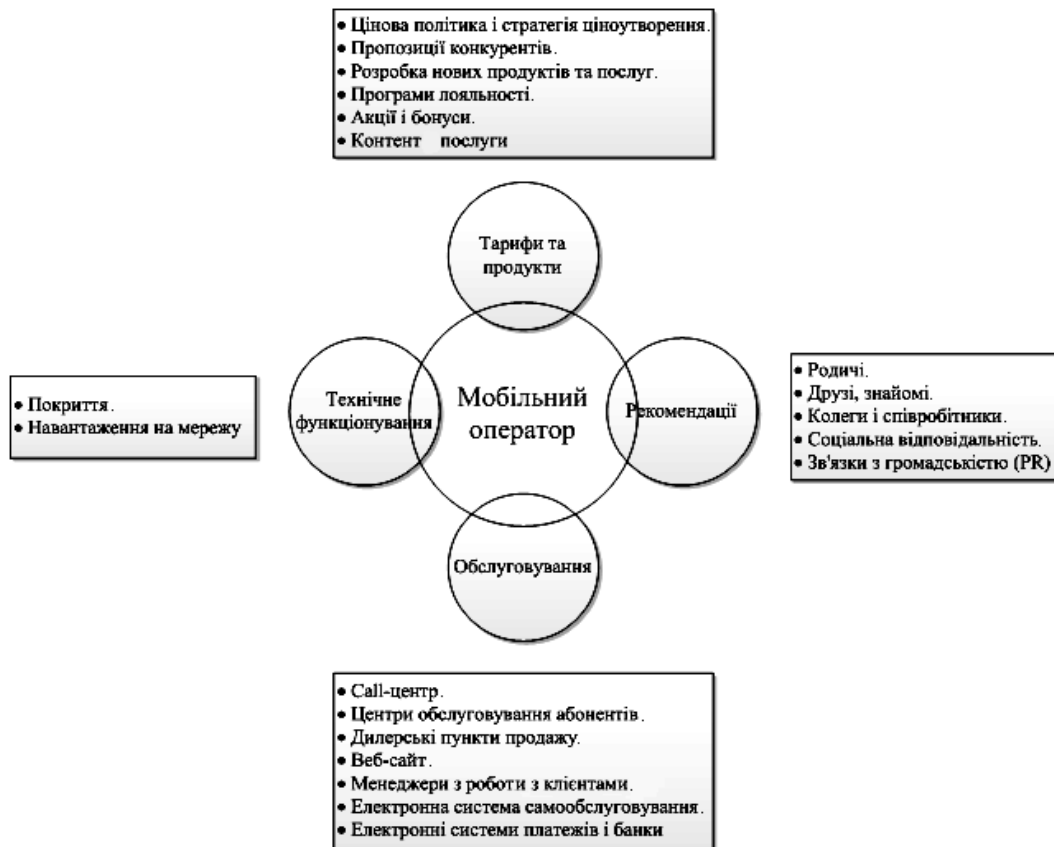 • Цінова політика і стратегія ціноутворення.
• Пропозиції конкурентів.
• Розробка нових продуктів та послуг.
• Програми лояльності.
• Акції і бонуси.
• Контент послуги
Тарифи та
продукти
• Покриття.
• Навантаження на мережу
Технічне
функціонування
Мобільний
оператор
Рекомендації
• Родичі.
• Друзі, знайомі.
• Колеги і співробітники.
• Соціальна відповідальність.
• Зв'язки з громадськістю (PR)
Обслуговування
• Call-центр.
• Центри обслуговування абонентів.
• Дилерські пункти продажу.
• Веб-сайт.
• Менеджери з роботи з клієнтами.
• Електронна система самообслуговування.
• Електронні системи платежів і банки